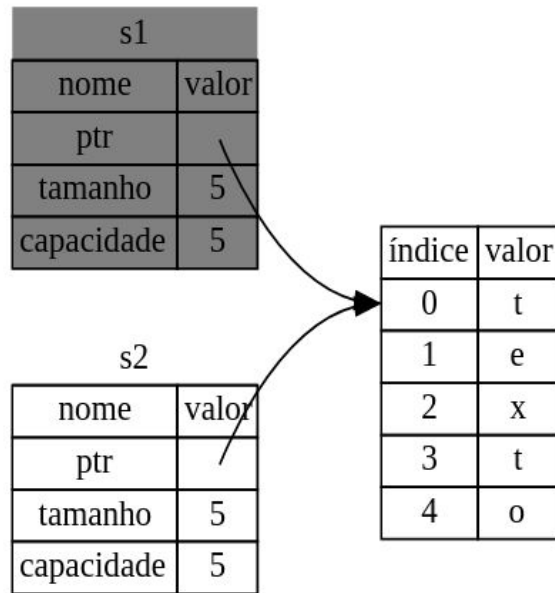 s1
nome valor
ptr
tamanho 5
capacidade 5
s2
nome valor
ptr
tamanho 5
capacidade 5
índice valor
0 t
1 e
2 x
3 t
4 o